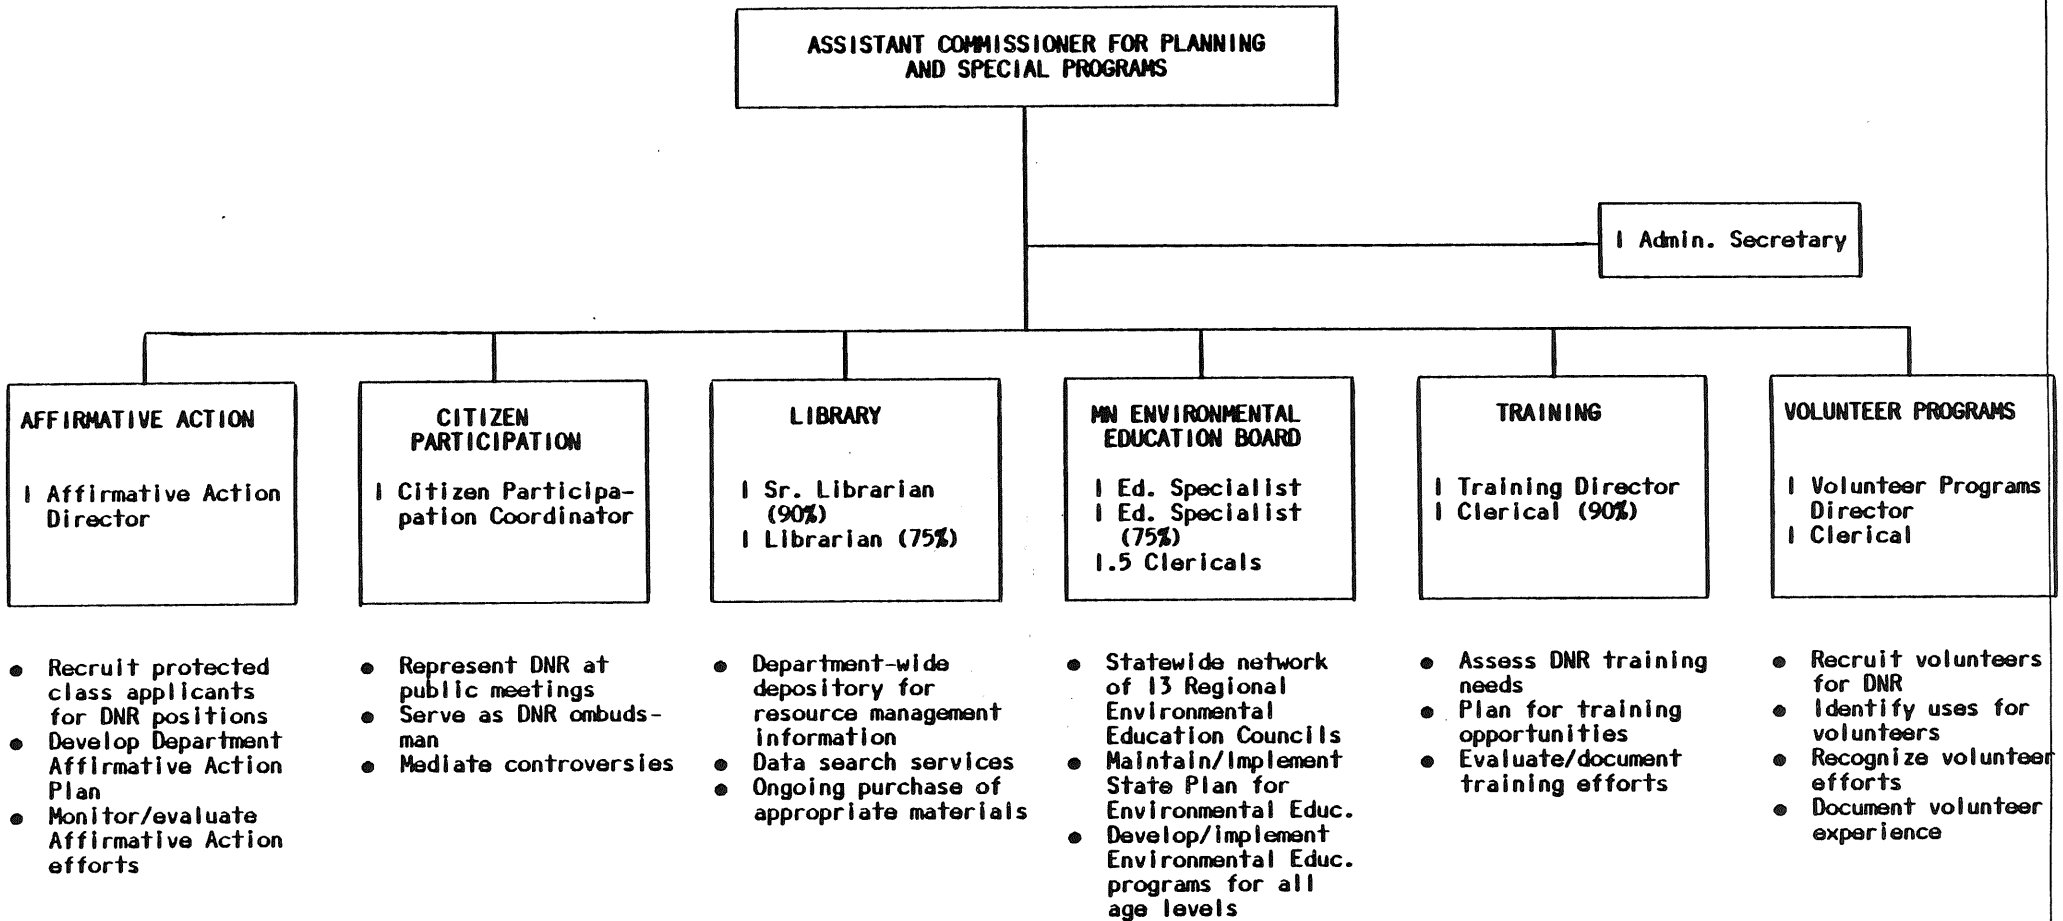 ASSISTANT COMMISSIONER FOR PLANNING
AND SPECIAL PROGRAMS
1 Admin. Secretary
AFFIRMATIVE ACTION
1 Affirmative Action
Director
CITIZEN
PARTICIPATION
1 Citizen Participa-
pation Coordinator
LIBRARY
1 Sr. Librarian
(90%)
1 Librarian (75%)
MN ENVIRONMENTAL
EDUCATION BOARD
1 Ed. Specialist
1 Ed. Specialist
(75%)
1.5 Clericals
TRAINING
1 Training Director
1 Clerical (90%)
VOLUNTEER PROGRAMS
1 Volunteer Programs
Director
1 Clerical
● Recruit protected
class applicants
for DNR positions
● Develop Department
Affirmative Action
Plan
● Monitor/evaluate
Affirmative Action
efforts
● Represent DNR at
public meetings
● Serve as DNR ombuds-
man
● Mediate controversies
● Department-wide
depository for
resource management
information
● Data search services
● Ongoing purchase of
appropriate materials
● Statewide network
of 13 Regional
Environmental
Education Councils
● Maintain/Implement
State Plan for
Environmental Educ.
● Develop/implement
Environmental Educ.
programs for all
age levels
● Assess DNR training
needs
● Plan for training
opportunities
● Evaluate/document
training efforts
● Recruit volunteers
for DNR
● Identify uses for
volunteers
● Recognize volunteer
efforts
● Document volunteer
experience